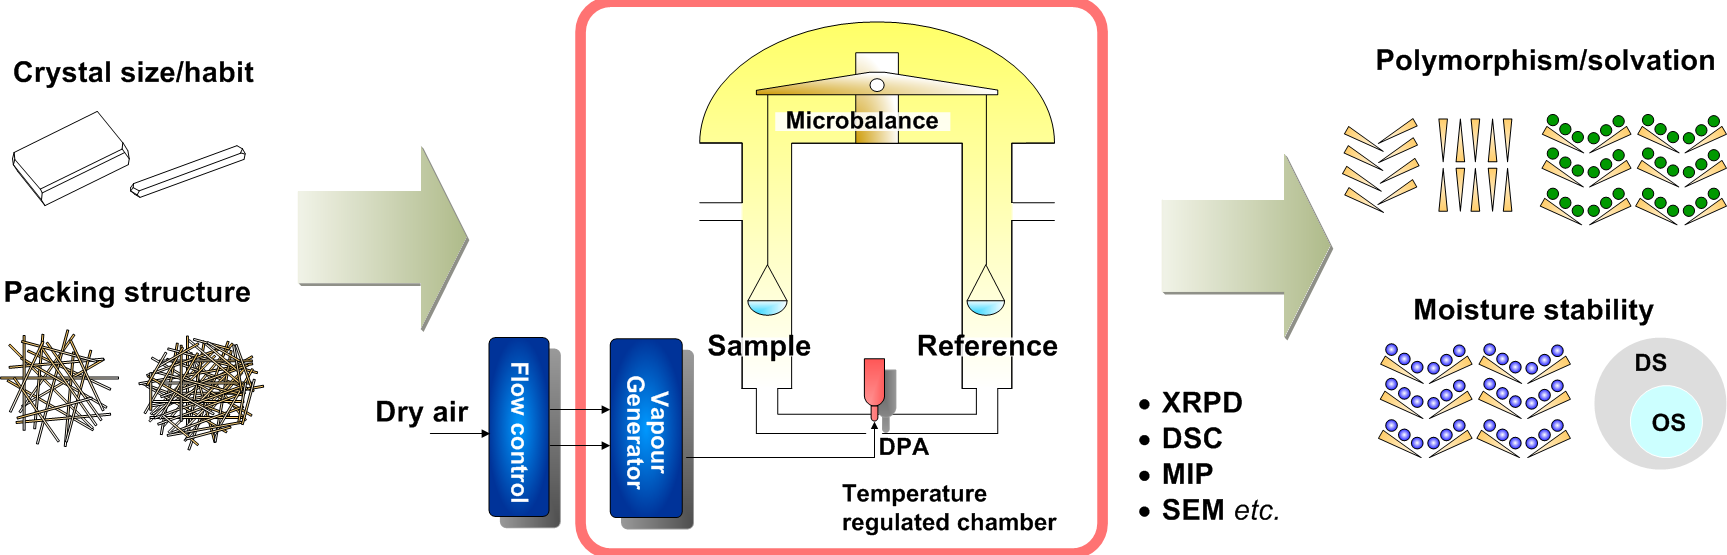 Crystal size/habit
Packing structure
Dry air
Flow control
Vapour
Generator
Microbalance
Sample
Reference
DPA
Temperature
regulated chamber
• XRPD
• DSC
• MIP
• SEM etc.
Polymorphism/solvation
Moisture stability
DS
OS